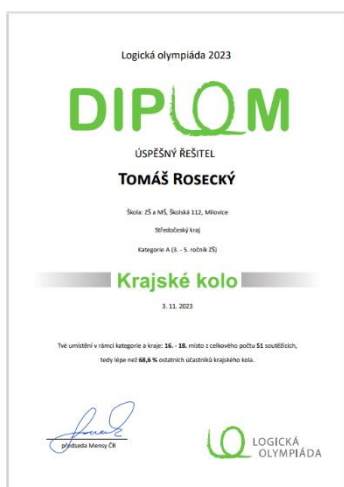 Logická olympiáda 2023
DIPLOM
ÚSPĚŠNÝ ŘEŠITEL
TOMÁŠ ROSECKÝ
Škola: ZŠ a MŠ, Školská 112, Milovice
Středočeský kraj
Kategorie A (3. - 5. ročník ZŠ)
Krajské kolo
3. 11. 2023
Tvé umístění v rámci kategorie a kraje: 16. - 18. místo z celkového počtu 51 soutěžících,
tedy lépe než 68,6 % ostatních účastníků krajského kola.
předseda Mensy ČR
LOGICKÁ
OLYMPIÁDA